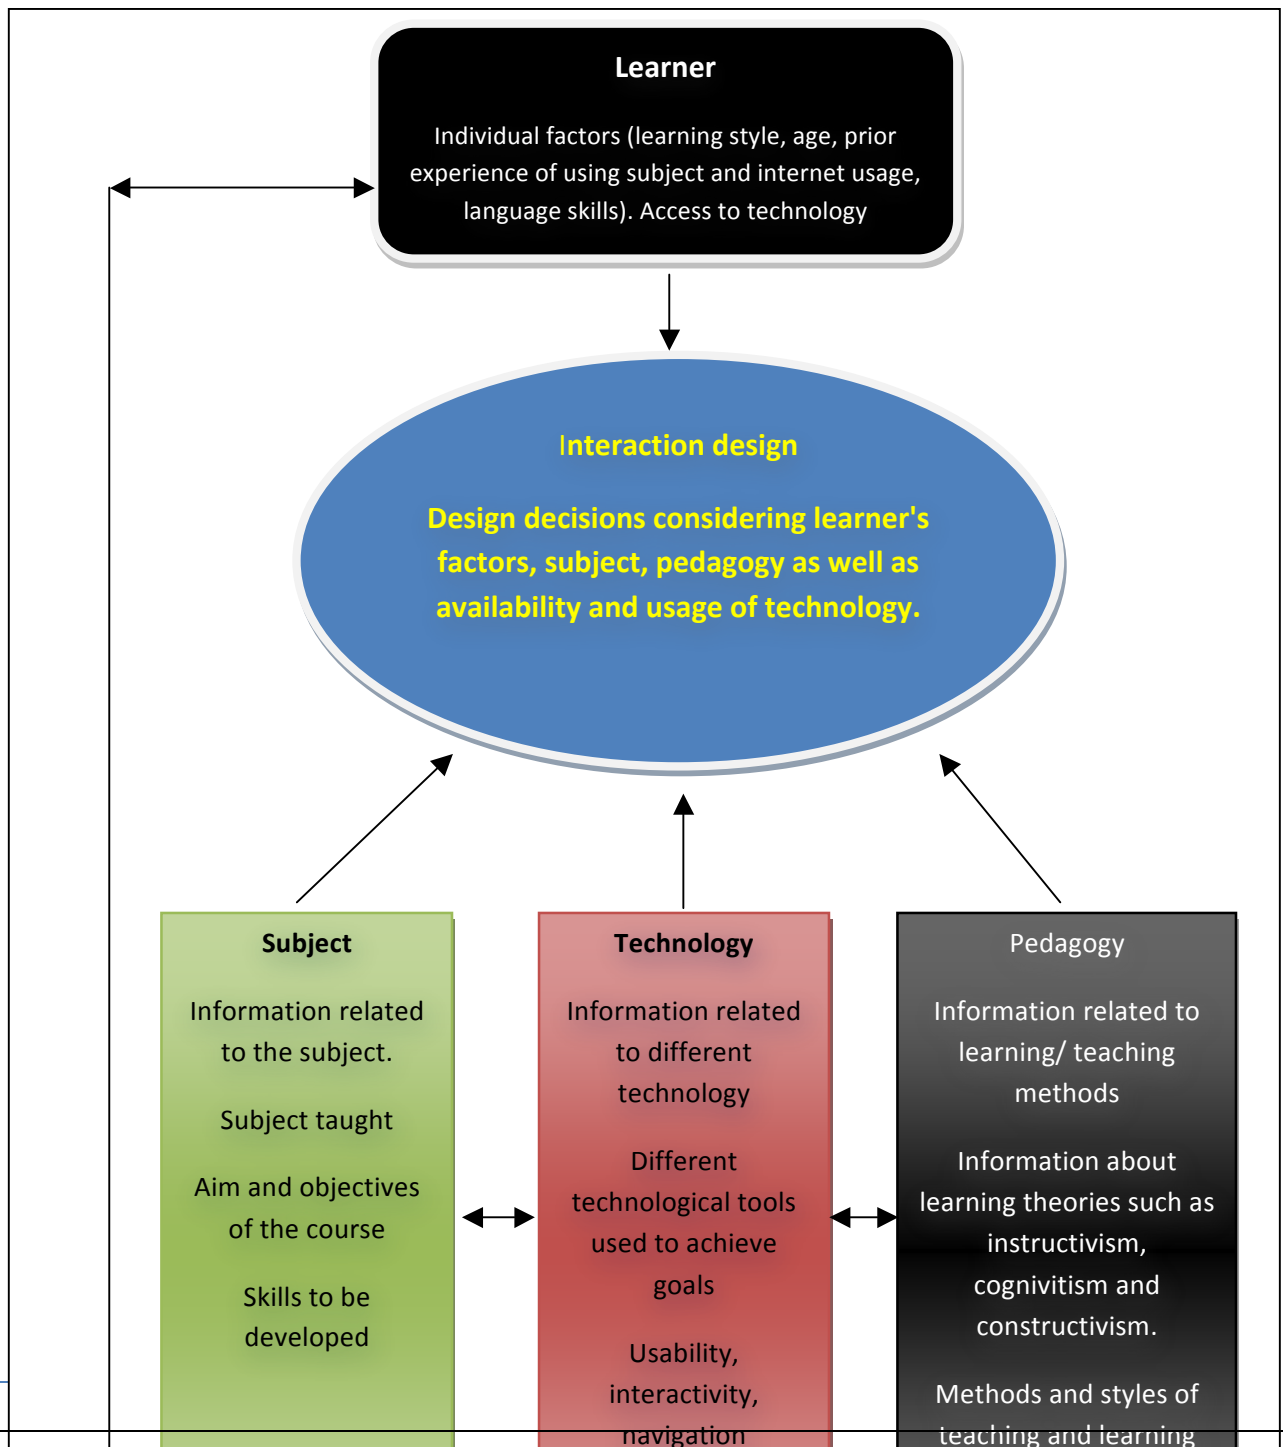 Learner
Individual factors (learning style, age, prior
experience of using subject and internet usage,
language skills). Access to technology
Interaction design
Design decisions considering learner's
factors, subject, pedagogy as well as
availability and usage of technology.
Subject
Information related
to the subject.
Subject taught
Aim and objectives
of the course
Skills to be
developed
Technology
Information related
to different
technology
Different
technological tools
used to achieve
goals
Usability,
interactivity,
navigation
Pedagogy
Information related to
learning/ teaching
methods
Information about
learning theories such as
instructivism,
cognivitism and
constructivism.
Methods and styles of
teaching and learning